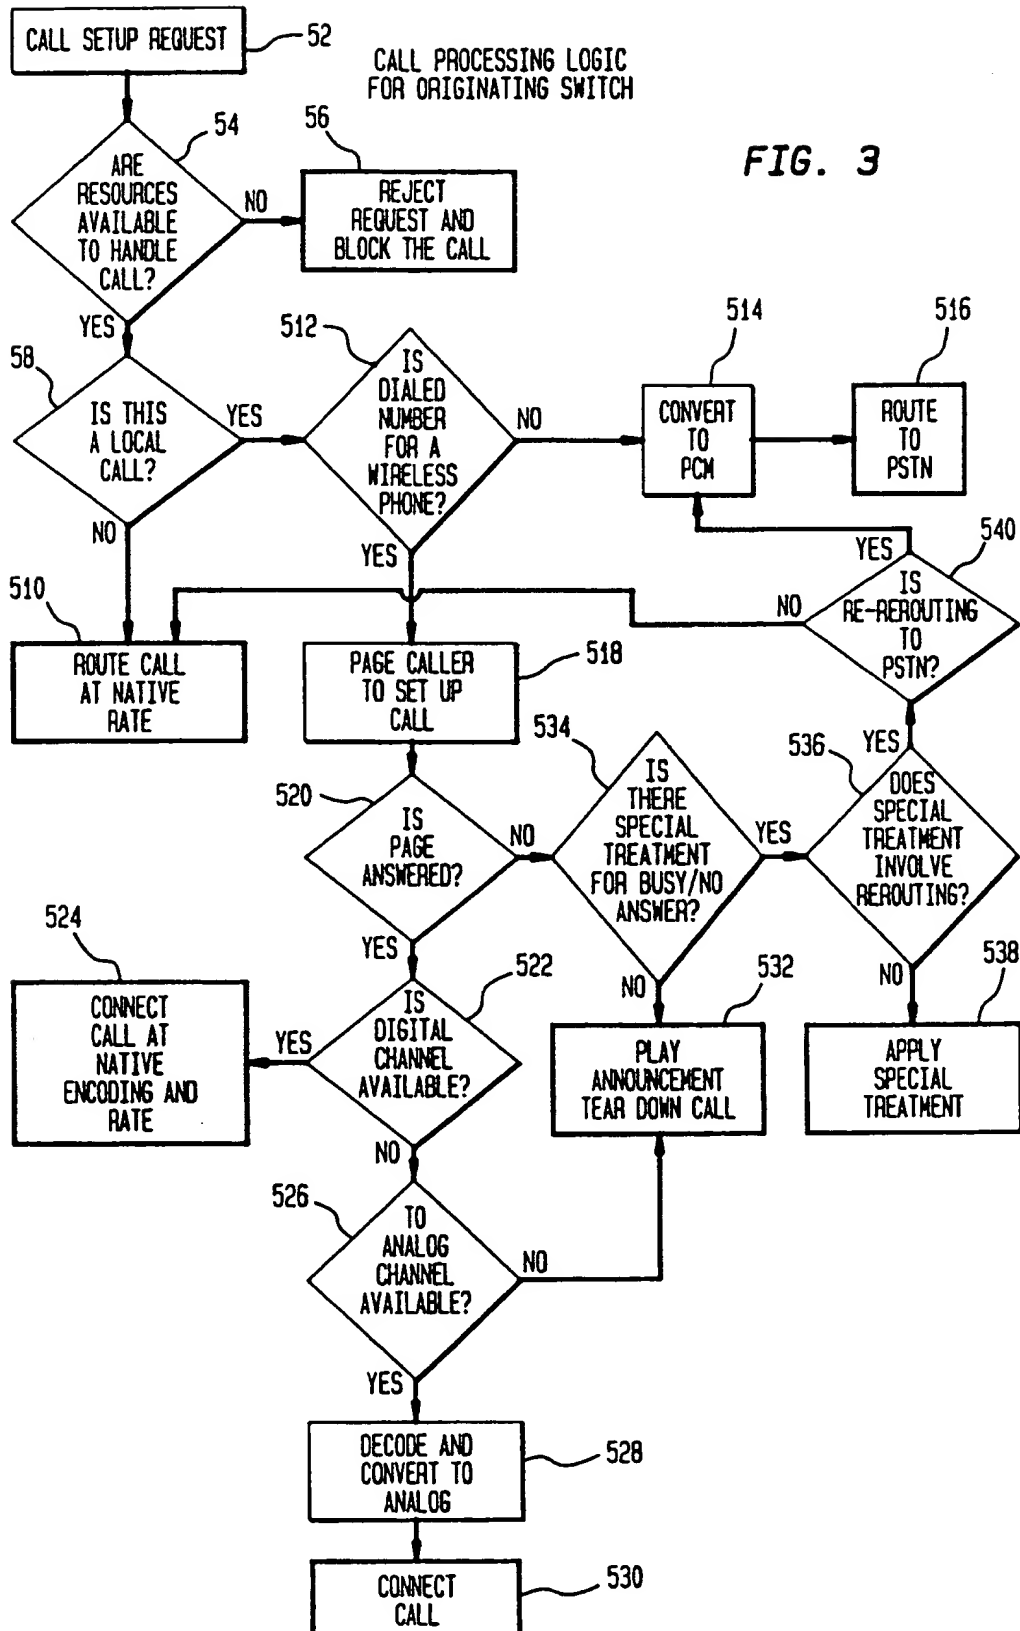 CALL SETUP REQUEST
52
CALL PROCESSING LOGIC
FOR ORIGINATING SWITCH
FIG. 3
54
ARE
RESOURCES
AVAILABLE
TO HANDLE
CALL?
NO
YES
56
REJECT
REQUEST AND
BLOCK THE CALL
58
IS THIS
A LOCAL
CALL?
YES
NO
512
IS
DIALED
NUMBER
FOR A
WIRELESS
PHONE?
NO
YES
514
CONVERT
TO
PCM
516
ROUTE
TO
PSTN
510
ROUTE CALL
AT NATIVE
RATE
518
PAGE CALLER
TO SET UP
CALL
540
YES
IS
RE-REROUTING
TO
PSTN?
NO
520
IS
PAGE
ANSWERED?
NO
YES
534
IS
THERE
SPECIAL
TREATMENT
FOR BUSY/NO
ANSWER?
YES
NO
536
YES
DOES
SPECIAL
TREATMENT
INVOLVE
REROUTING?
NO
524
CONNECT
CALL AT
NATIVE
ENCODING AND
RATE
522
IS
DIGITAL
CHANNEL
AVAILABLE?
YES
NO
532
PLAY
ANNOUNCEMENT
TEAR DOWN CALL
538
APPLY
SPECIAL
TREATMENT
526
TO
ANALOG
CHANNEL
AVAILABLE?
NO
YES
528
DECODE AND
CONVERT TO
ANALOG
530
CONNECT
CALL